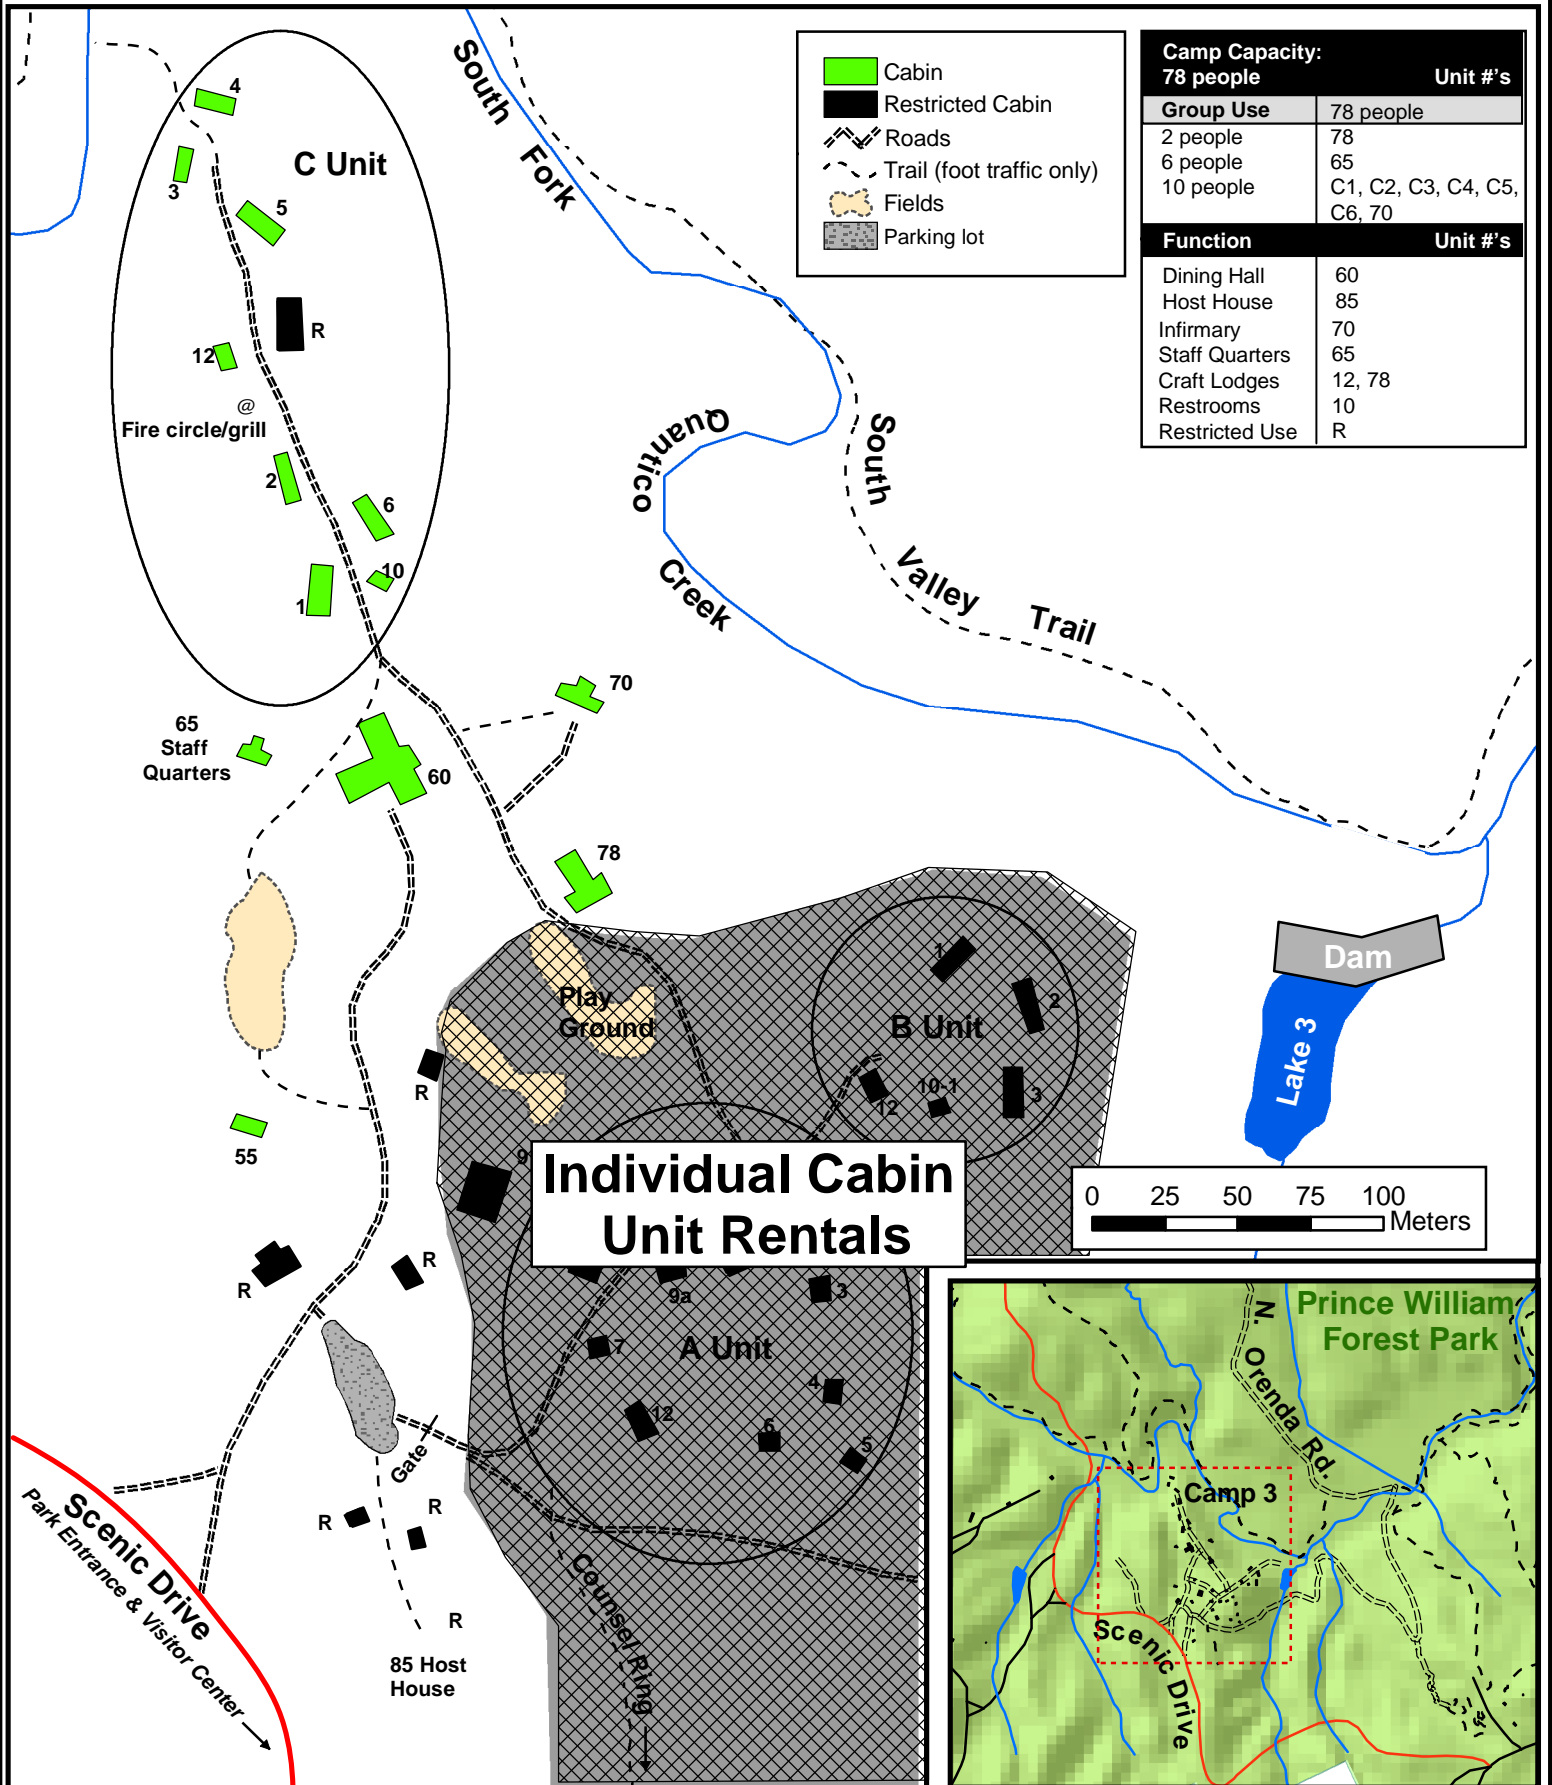 4
C Unit
3
5
R
12
@
Fire circle/grill
2
6
10
1
South
Fork
Quantico
Creek
South
Valley
Trail
Cabin
Restricted Cabin
Roads
Trail (foot traffic only)
Fields
Parking lot
Camp Capacity:
78 people Unit #'s
Group Use 78 people
2 people 78
6 people 65
10 people C1, C2, C3, C4, C5,
C6, 70
Function Unit #'s
Dining Hall 60
Host House 85
Infirmary 70
Staff Quarters 65
Craft Lodges 12, 78
Restrooms 10
Restricted Use R
70
65
Staff
Quarters
60
78
Play
Ground
1
2
B Unit
12
10-1
3
Dam
Lake 3
R
55
9
Individual Cabin
Unit Rentals
0 25 50 75 100
Meters
R
R
9a
3
7
A Unit
4
12
6
5
Gate
R
R
R
85 Host
House
Counsel Ring
Scenic Drive
Park Entrance & Visitor Center
Prince William
Forest Park
N.
Orenda Rd.
Camp 3
Scenic Drive